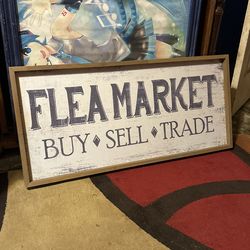 FLEA MARKET
BUY ♦ SELL ♦ TRADE